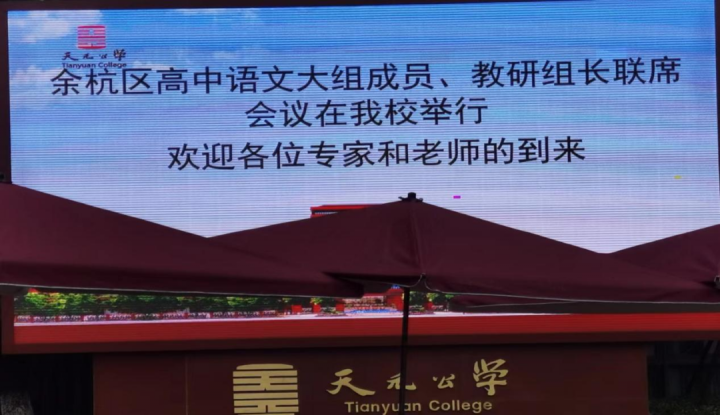 天元公学
Tianyuan College
余杭区高中语文大组成员、教研组长联席
会议在我校举行
欢迎各位专家和老师的到来
天元公学
Tianyuan College